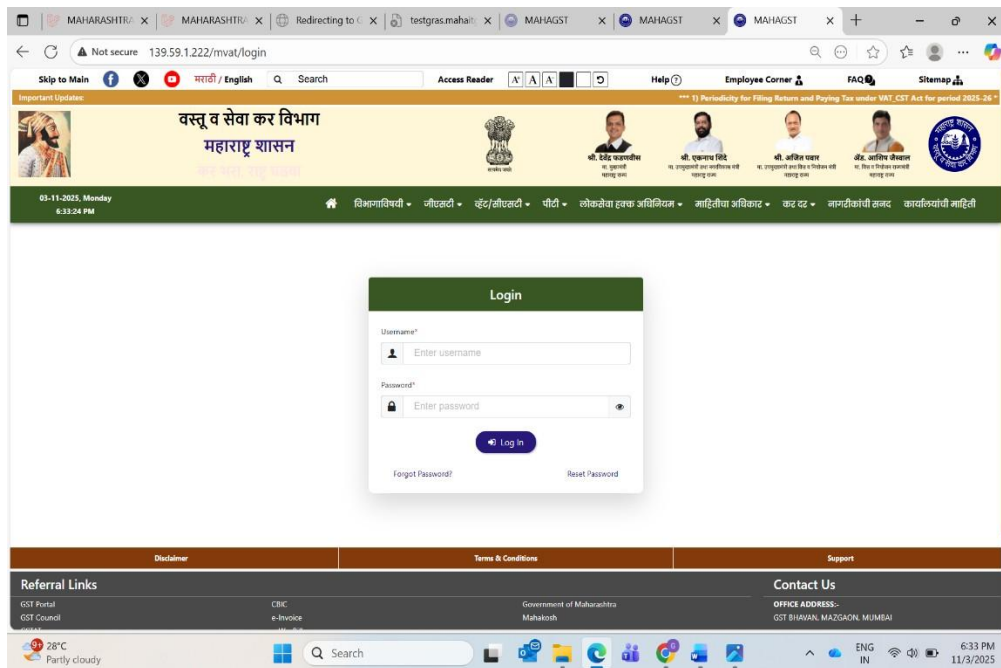 MAHARASHTRA
MAHARASHTRA
Redirecting to G
testgras.mahait
MAHAGST
MAHAGST
MAHAGST
Not secure 139.59.1.222/mvat/login
Skip to Main
मराठी / English
Search
Access Reader
A+ A A-
Help
Employee Corner
FAQ
Sitemap
Important Updates:
*** 1) Periodicity for Filing Return and Paying Tax under VAT_CST Act for period 2025-26 *
वस्तू व सेवा कर विभाग
महाराष्ट्र शासन
श्री. देवेंद्र फडणवीस
मा. मुख्यमंत्री
महाराष्ट्र राज्य
श्री. एकनाथ शिंदे
महाराष्ट्र राज्य
श्री. अजित पवार
महाराष्ट्र राज्य
ॲड. आशिष जैस्वाल
महाराष्ट्र राज्य
03-11-2025, Monday
6:33:24 PM
विभागाविषयी
जीएसटी
व्हॅट/सीएसटी
पीटी
लोकसेवा हक्क अधिनियम
माहितीचा अधिकार
कर दर
नागरीकांची सनद
कार्यालयांची माहिती
Login
Username*
Enter username
Password*
Enter password
Log In
Forgot Password?
Reset Password
Disclaimer
Terms & Conditions
Support
Referral Links
Contact Us
GST Portal
CBIC
Government of Maharashtra
OFFICE ADDRESS:-
GST Council
e-Invoice
Mahakosh
GST BHAVAN, MAZGAON, MUMBAI
28°C
Partly cloudy
Search
ENG
IN
6:33 PM
11/3/2025